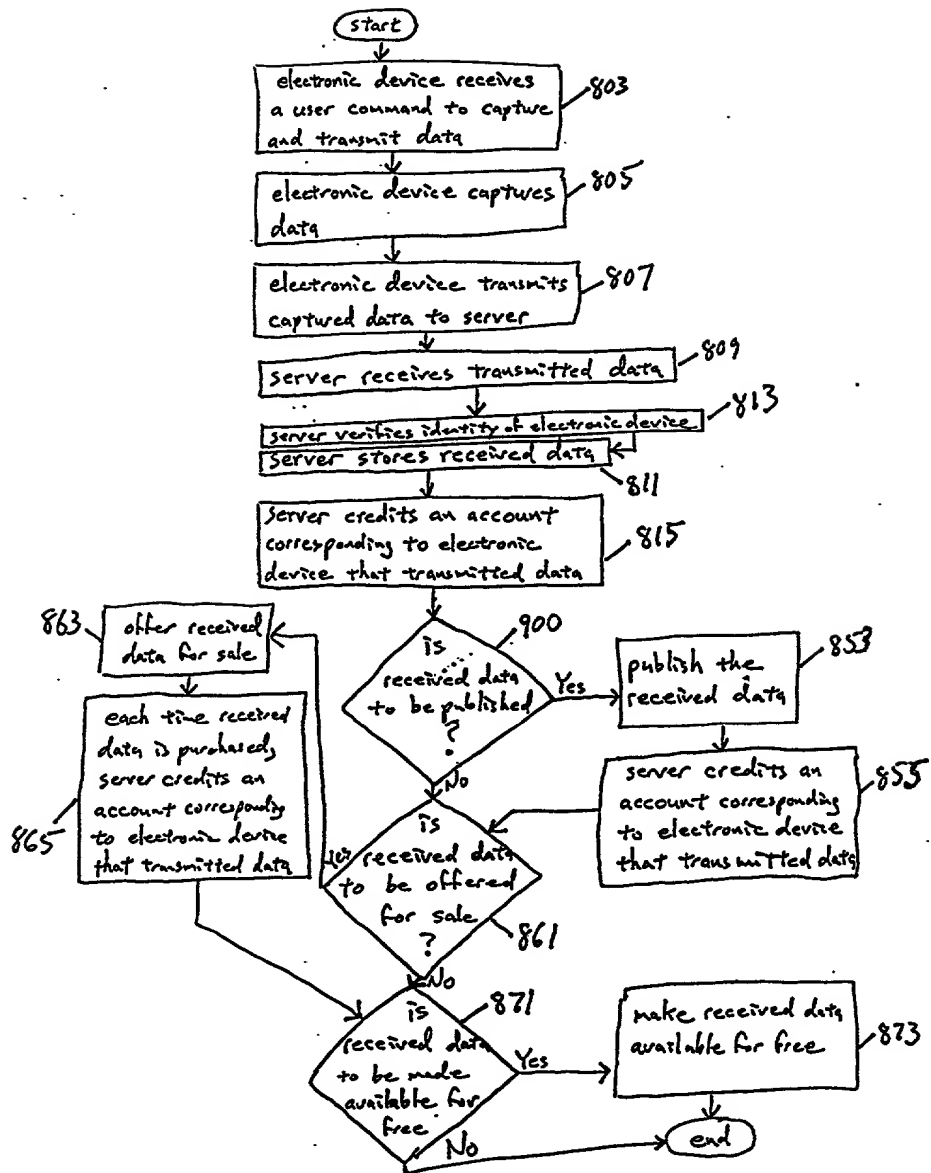 start
electronic device receives
a user command to capture
and transmit data
803
electronic device captures
data
805
electronic device transmits
captured data to server
807
server receives transmitted data
809
server verifies identity of electronic device
813
server stores received data
811
server credits an account
corresponding to electronic
device that transmitted data
815
is
received data
to be published
?
900
Yes
No
publish the
received data
853
server credits an
account corresponding
to electronic device
that transmitted data
855
is
received data
to be offered
for sale
?
861
Yes
No
863
offer received
data for sale
each time received
data is purchased,
server credits an
account corresponding
to electronic device
that transmitted data
865
is
received data
to be made
available for
free
871
Yes
No
make received data
available for free
873
end